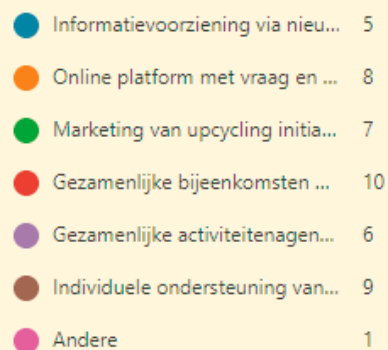 Informatievoorziening via nieu... 5
Online platform met vraag en ... 8
Marketing van upcycling initia... 7
Gezamenlijke bijeenkomsten ... 10
Gezamenlijke activiteitenagen... 6
Individuele ondersteuning van... 9
Andere 1